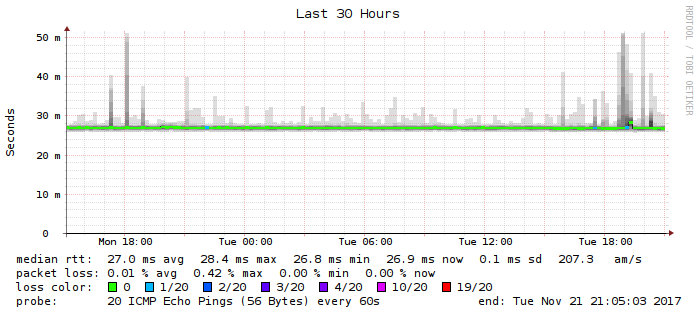 Last 30 Hours
RRDTOOL / TOBI OETIKER
Seconds
50 m
40 m
30 m
20 m
10 m
0
Mon 18:00 Tue 00:00 Tue 06:00 Tue 12:00 Tue 18:00
median rtt: 27.0 ms avg 28.4 ms max 26.8 ms min 26.9 ms now 0.1 ms sd 207.3 am/s
packet loss: 0.01 % avg 0.42 % max 0.00 % min 0.00 % now
loss color: 0 1/20 2/20 3/20 4/20 10/20 19/20
probe: 20 ICMP Echo Pings (56 Bytes) every 60s end: Tue Nov 21 21:05:03 2017